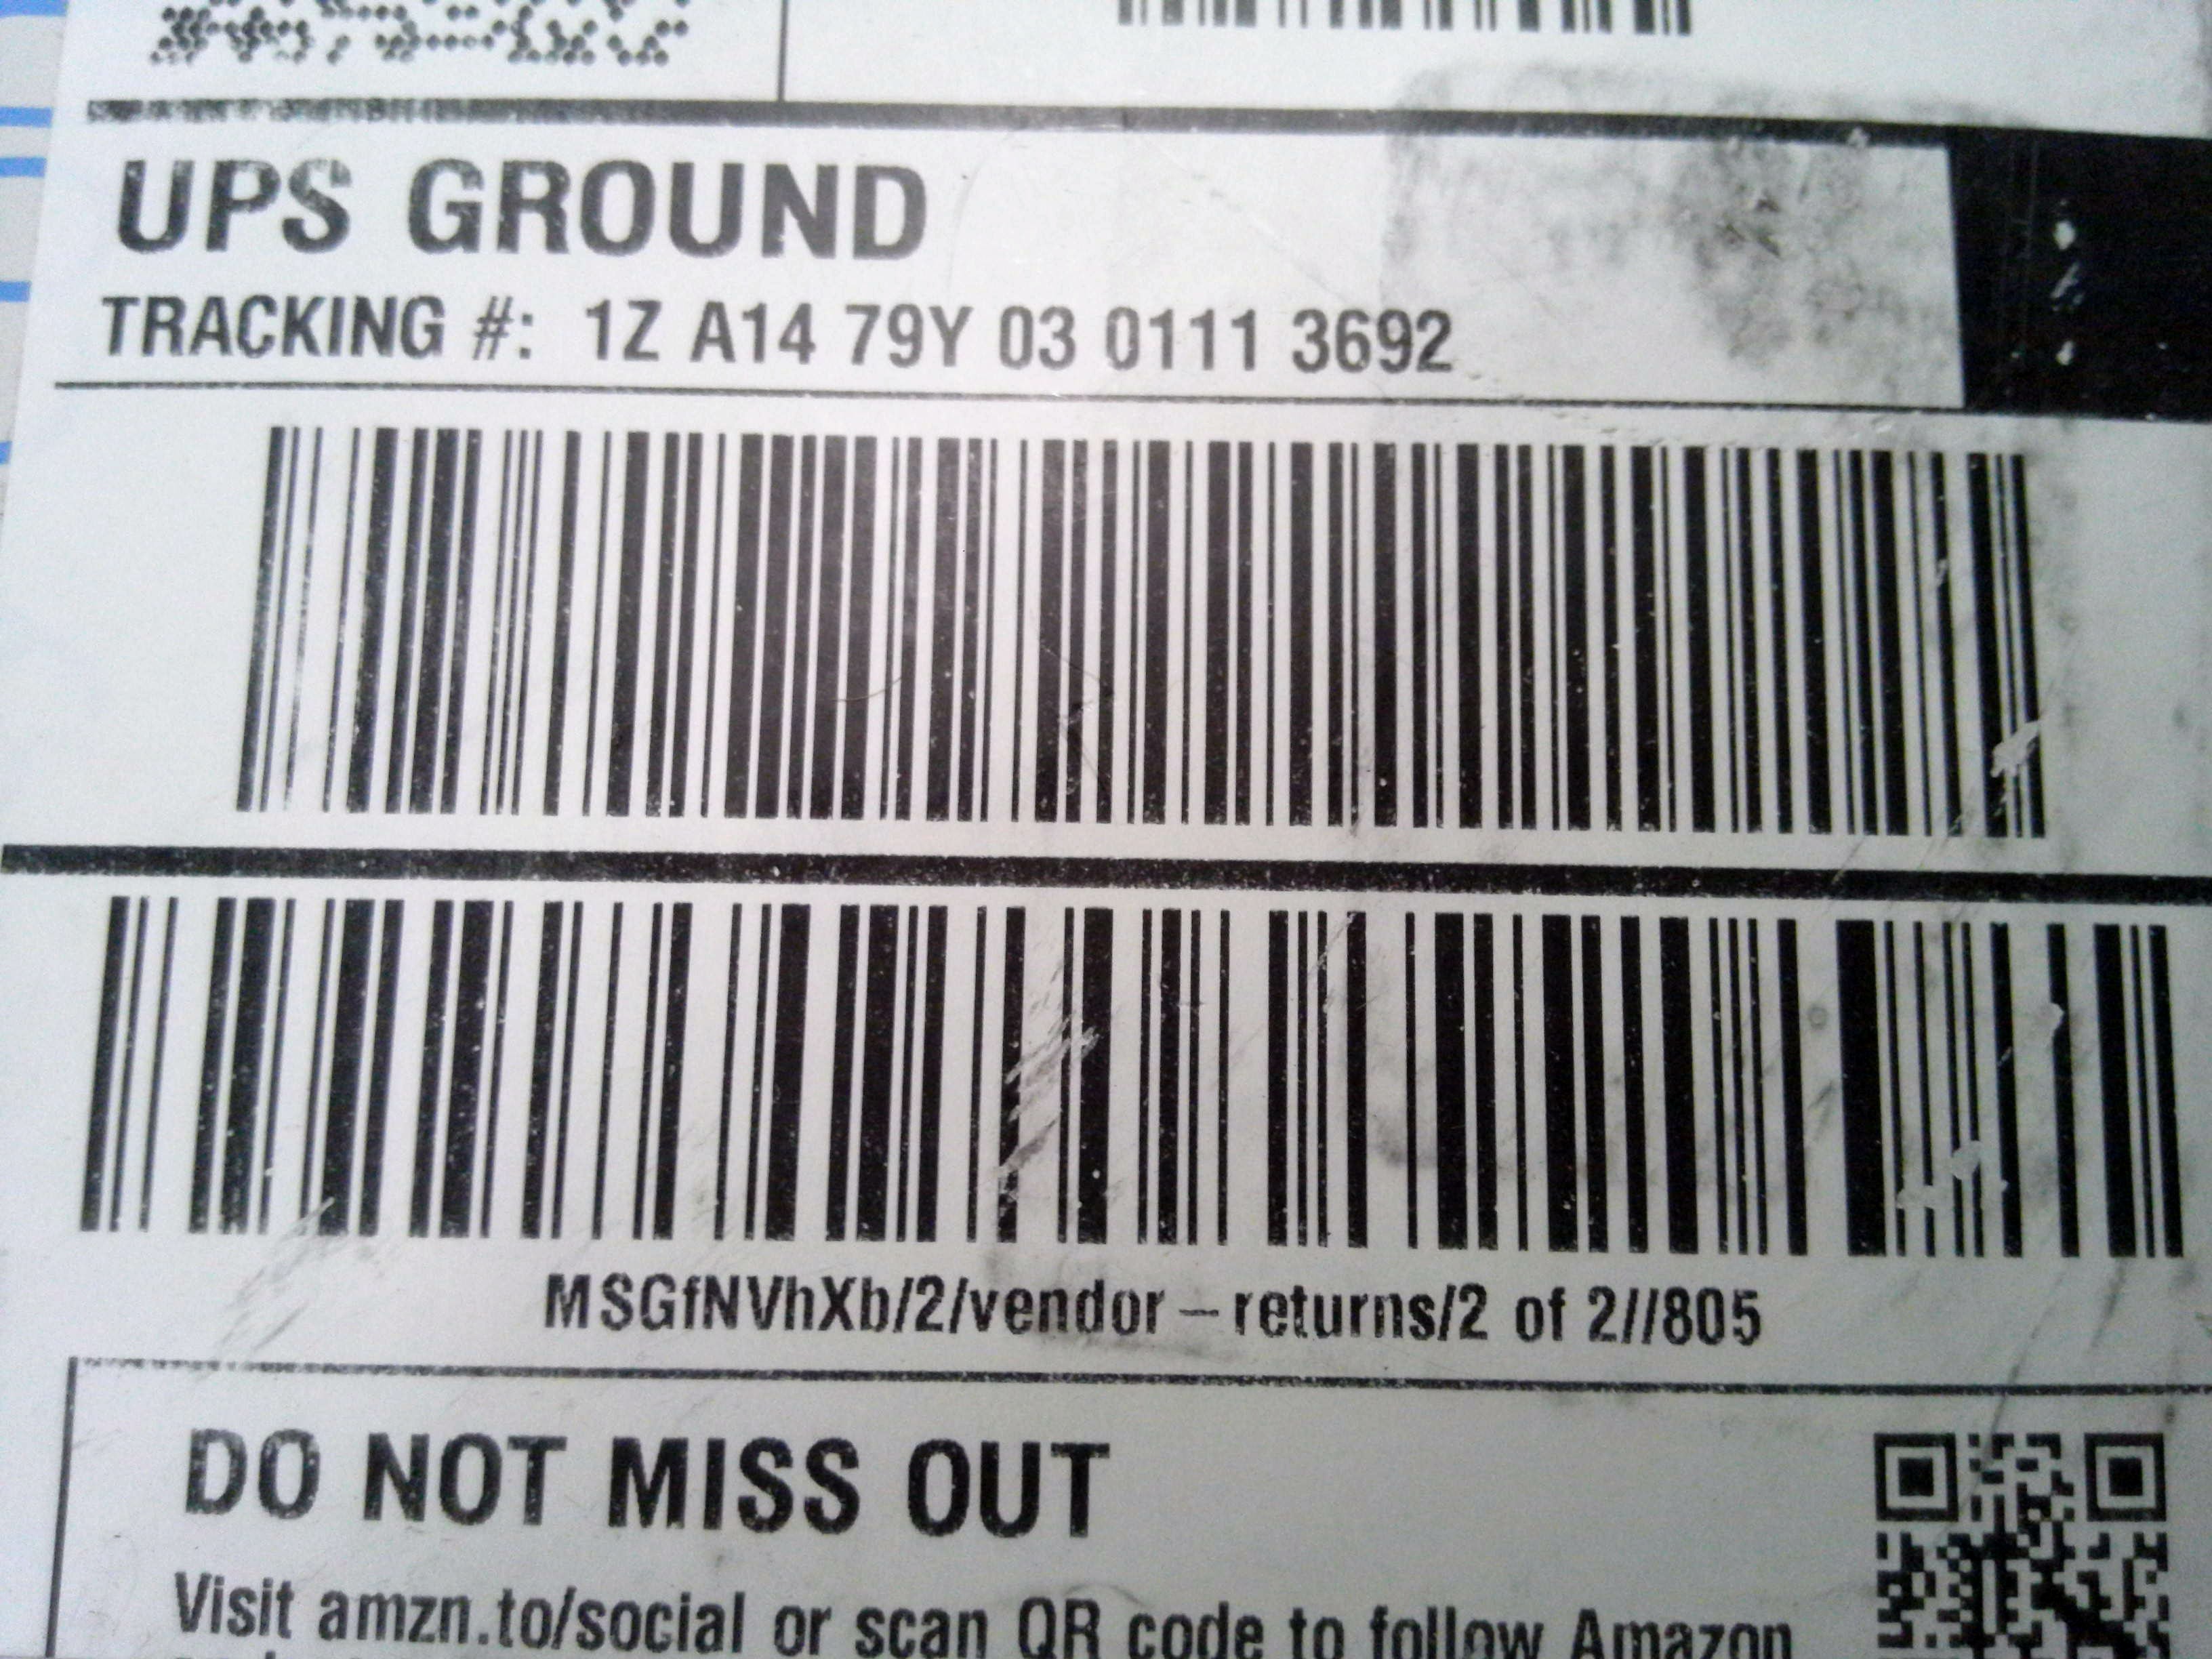 UPS GROUND
TRACKING #: 1Z A14 79Y 03 0111 3692
MSGfNVhXb/2/vendor – returns/2 of 2//805
DO NOT MISS OUT
Visit amzn.to/social or scan QR code to follow Amazon